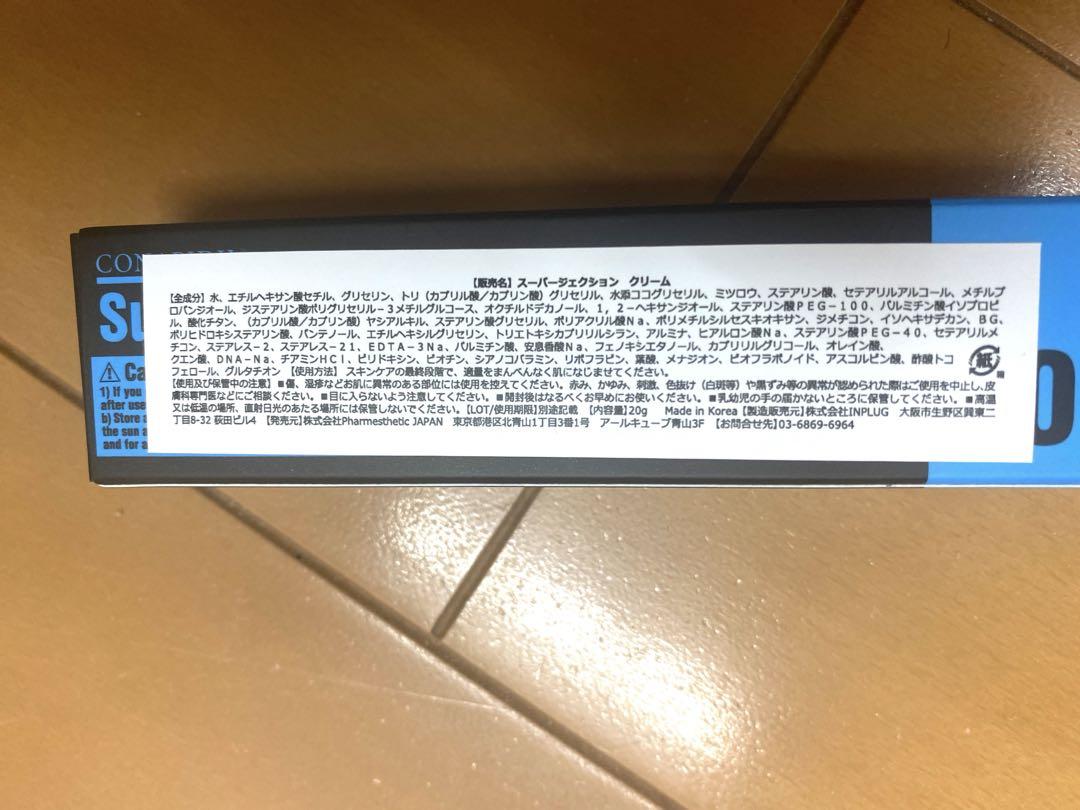 CON
Su
Ca
1) If you
after use
b) Store a
the sun a
and for a
【販売名】スーパージェクション クリーム
【全成分】水、エチルヘキサン酸セチル、グリセリン、トリ（カプリル酸／カプリン酸）グリセリル、水添ココグリセリル、ミツロウ、ステアリン酸、セテアリルアルコール、メチルプ
ロパンジオール、ジステアリン酸ポリグリセリル－３メチルグルコース、オクチルドデカノール、１，２－ヘキサンジオール、ステアリン酸ＰＥＧ－１００、パルミチン酸イソプロピ
ル、酸化チタン、（カプリル酸／カプリン酸）ヤシアルキル、ステアリン酸グリセリル、ポリアクリル酸Ｎａ、ポリメチルシルセスキオキサン、ジメチコン、イソヘキサデカン、ＢＧ、
ポリヒドロキシステアリン酸、パンテノール、エチルヘキシルグリセリン、トリエトキシカプリリルシラン、アルミナ、ヒアルロン酸Ｎａ、ステアリン酸ＰＥＧ－４０、セテアリルメ
チコン、ステアレス－２、ステアレス－２１、ＥＤＴＡ－３Ｎａ、パルミチン酸、安息香酸Ｎａ、フェノキシエタノール、カプリリルグリコール、オレイン酸、
クエン酸、ＤＮＡ－Ｎａ、チアミンＨＣｌ、ピリドキシン、ビオチン、シアノコバラミン、リボフラビン、葉酸、メナジオン、ビオフラボノイド、アスコルビン酸、酢酸トコ
フェロール、グルタチオン 【使用方法】 スキンケアの最終段階で、適量をまんべんなく肌になじませてください。
【使用及び保管中の注意】■傷、湿疹などお肌に異常のある部位には使用を控えてください。赤み、かゆみ、刺激、色抜け（白斑等）や黒ずみ等の異常が認められた際はご使用を中止し、皮
膚科専門医などにご相談ください。■目に入らないよう注意してください。■開封後はなるべくお早めにお使いください。■乳幼児の手の届かないところに保管してください。■高温
又は低温の場所、直射日光のあたる場所には保管しないでください。【LOT/使用期限】別途記載 【内容量】20g Made in Korea 【製造販売元】株式会社INPLUG 大阪市生野区巽東二
丁目8-32 荻田ビル4 【発売元】株式会社Pharmesthetic JAPAN 東京都港区北青山1丁目3番1号 アールキューブ青山3F 【お問合せ先】03-6869-6964
紙
箱